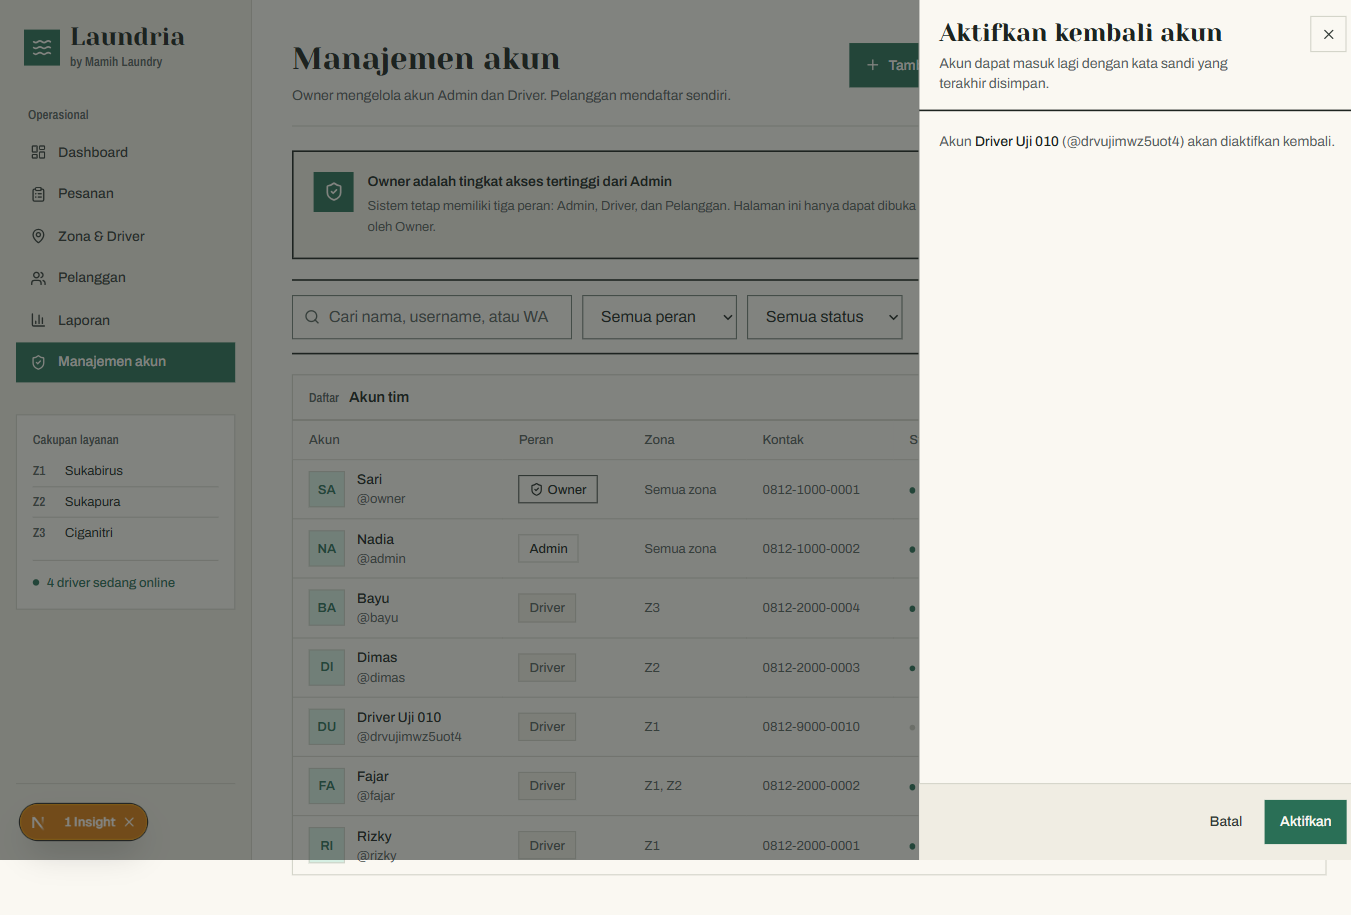 Laundria
by Mamih Laundry
Operasional
Dashboard
Pesanan
Zona & Driver
Pelanggan
Laporan
Manajemen akun
Cakupan layanan
Z1 Sukabirus
Z2 Sukapura
Z3 Ciganitri
4 driver sedang online
1 Insight
Manajemen akun
Owner mengelola akun Admin dan Driver. Pelanggan mendaftar sendiri.
Owner adalah tingkat akses tertinggi dari Admin
Sistem tetap memiliki tiga peran: Admin, Driver, dan Pelanggan. Halaman ini hanya dapat dibuka
oleh Owner.
Cari nama, username, atau WA
Semua peran
Semua status
Daftar Akun tim
Akun Peran Zona Kontak S
SA Sari @owner Owner Semua zona 0812-1000-0001
NA Nadia @admin Admin Semua zona 0812-1000-0002
BA Bayu @bayu Driver Z3 0812-2000-0004
DI Dimas @dimas Driver Z2 0812-2000-0003
DU Driver Uji 010 @drvujimwz5uot4 Driver Z1 0812-9000-0010
FA Fajar @fajar Driver Z1, Z2 0812-2000-0002
RI Rizky @rizky Driver Z1 0812-2000-0001
Aktifkan kembali akun
Akun dapat masuk lagi dengan kata sandi yang
terakhir disimpan.
Akun Driver Uji 010 (@drvujimwz5uot4) akan diaktifkan kembali.
Batal
Aktifkan